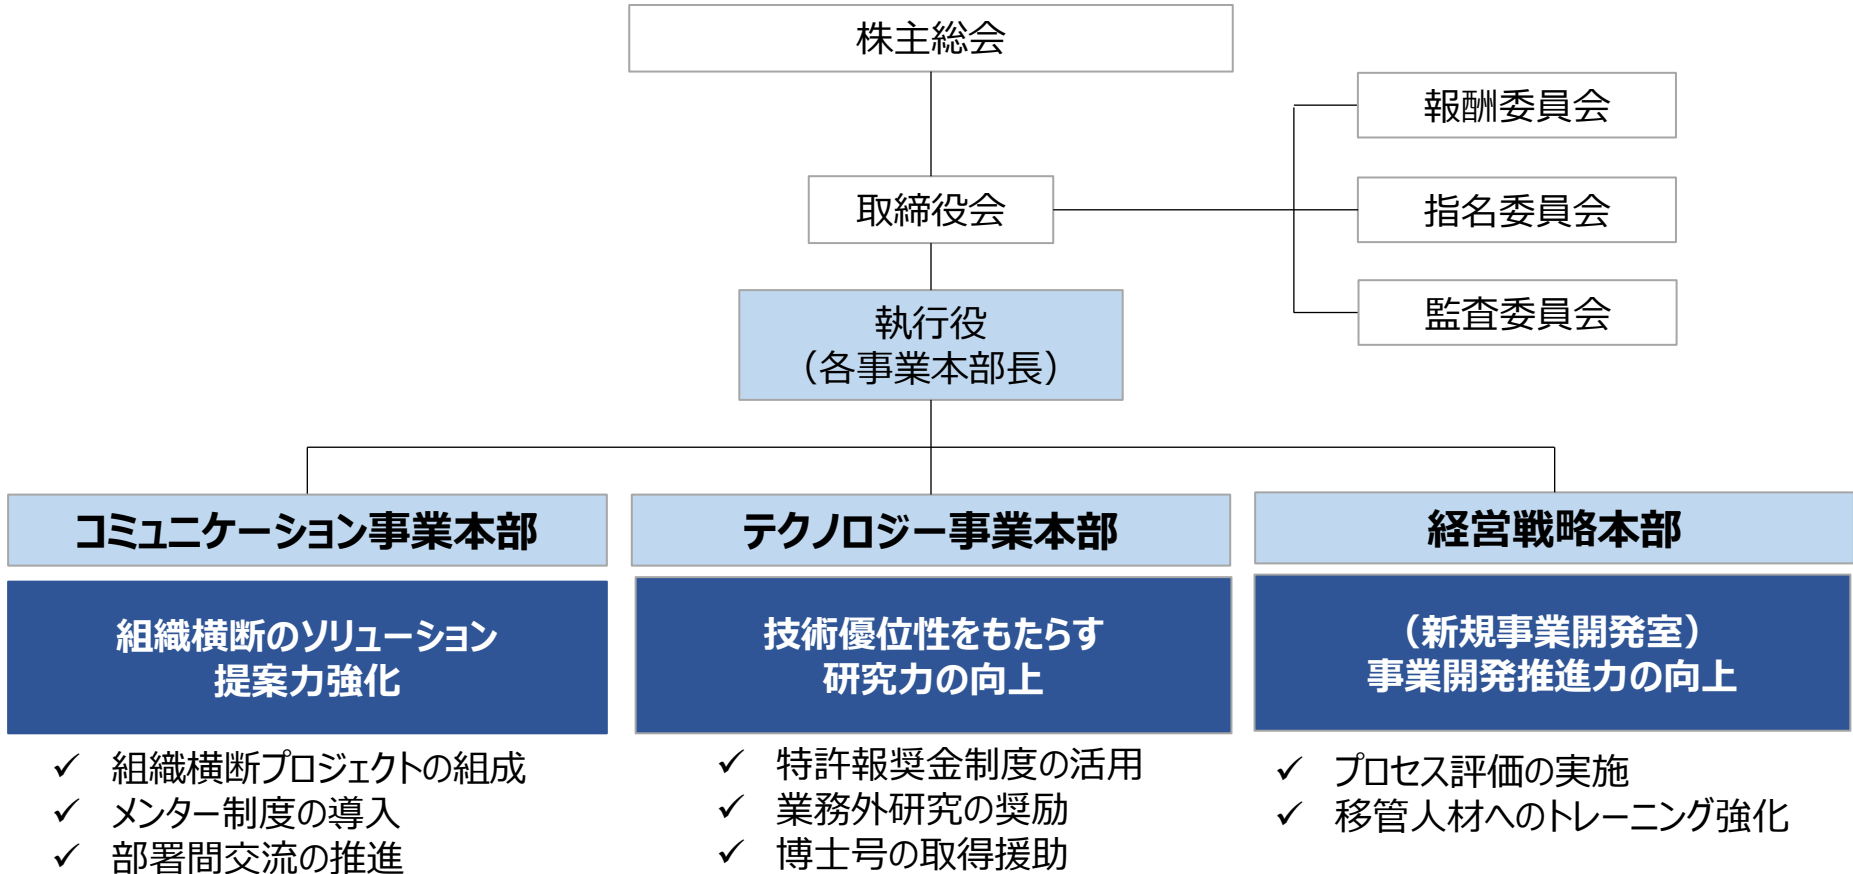 株主総会
報酬委員会
取締役会
指名委員会
監査委員会
執行役
（各事業本部長）
コミュニケーション事業本部
組織横断のソリューション
提案力強化
✓ 組織横断プロジェクトの組成
✓ メンター制度の導入
✓ 部署間交流の推進
テクノロジー事業本部
技術優位性をもたらす
研究力の向上
✓ 特許報奨金制度の活用
✓ 業務外研究の奨励
✓ 博士号の取得援助
経営戦略本部
（新規事業開発室）
事業開発推進力の向上
✓ プロセス評価の実施
✓ 移管人材へのトレーニング強化